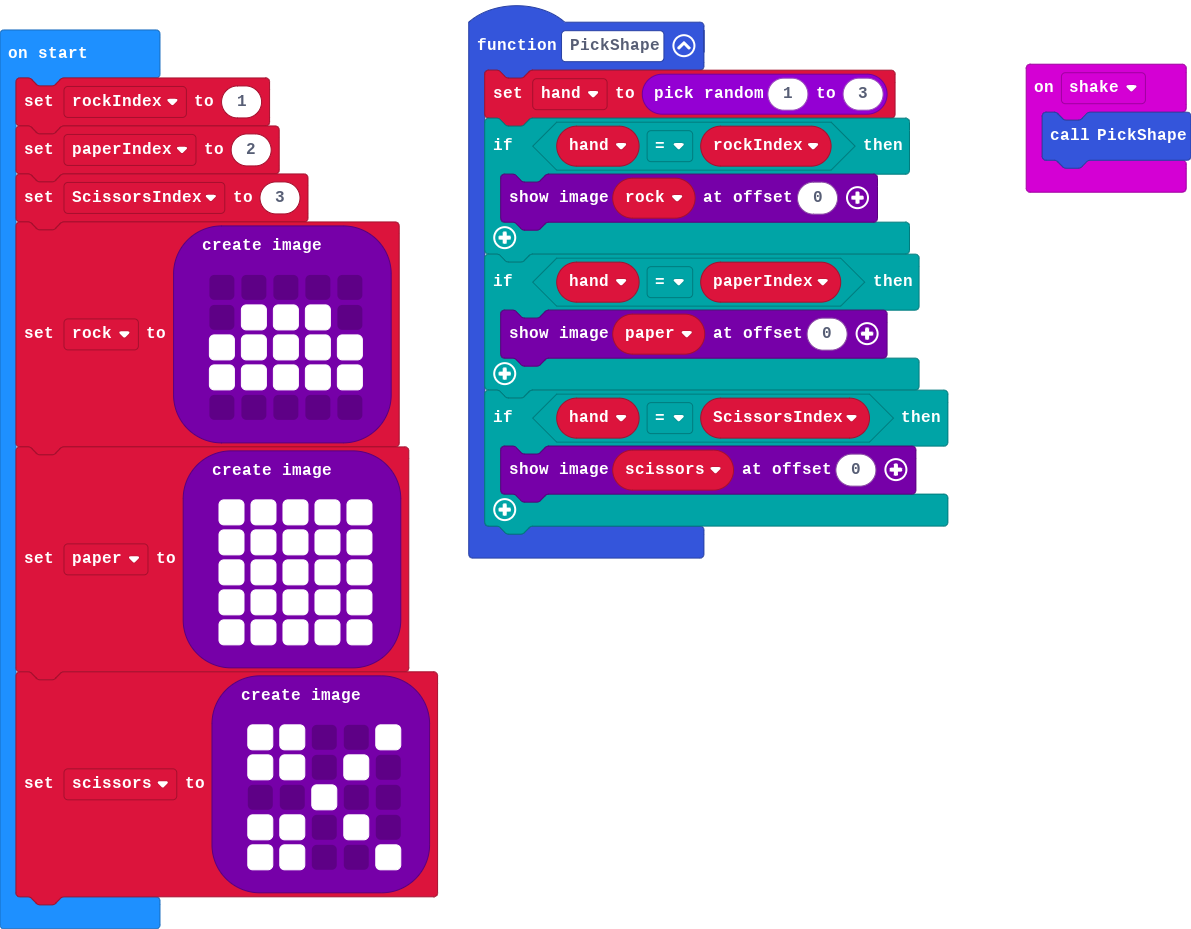 on start
set rockIndex to 1
set paperIndex to 2
set ScissorsIndex to 3
create image
set rock to
create image
set paper to
create image
set scissors to
function PickShape
set hand to pick random 1 to 3
if hand = rockIndex then
show image rock at offset 0
if hand = paperIndex then
show image paper at offset 0
if hand = ScissorsIndex then
show image scissors at offset 0
on shake
call PickShape